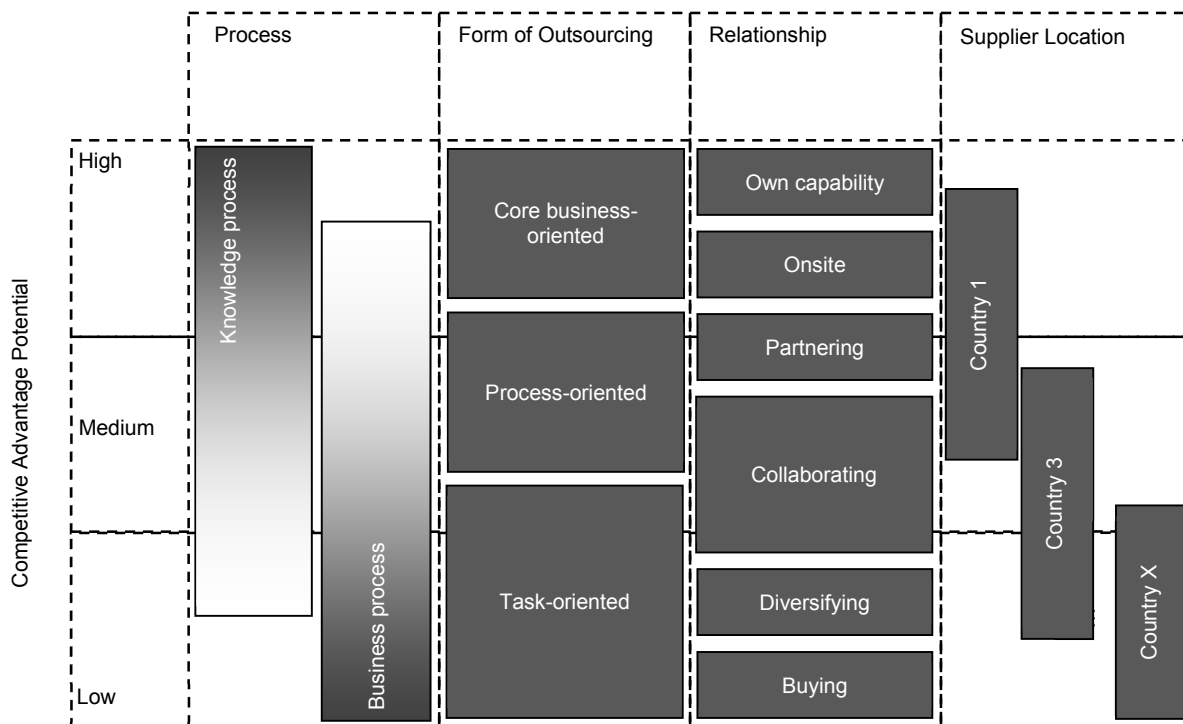 Process
Form of Outsourcing
Relationship
Supplier Location
Competitive Advantage Potential
High
Medium
Low
Knowledge process
Business process
Core business-
oriented
Process-oriented
Task-oriented
Own capability
Onsite
Partnering
Collaborating
Diversifying
Buying
Country 1
Country 3
Country X